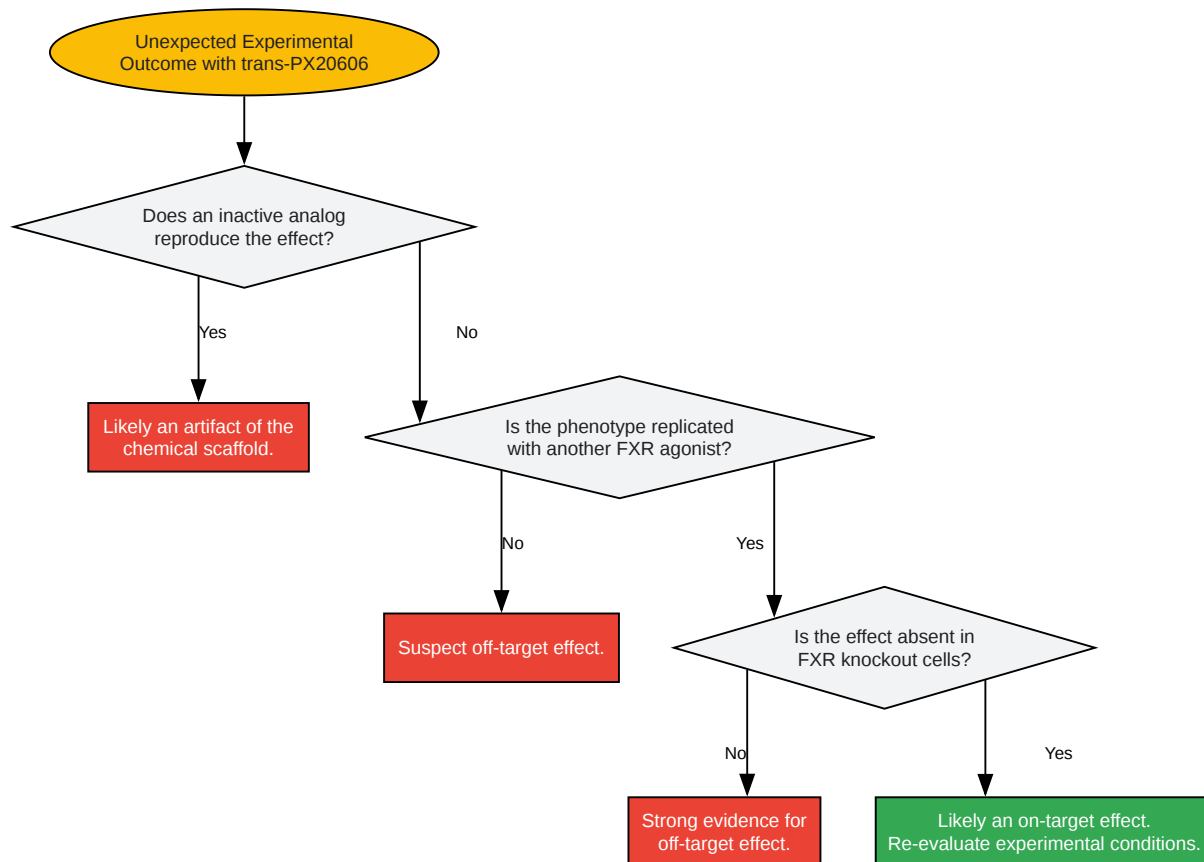 Unexpected Experimental
Outcome with trans-PX20606
Does an inactive analog
reproduce the effect?
Yes
No
Likely an artifact of the
chemical scaffold.
Is the phenotype replicated
with another FXR agonist?
No
Yes
Suspect off-target effect.
Is the effect absent in
FXR knockout cells?
No
Yes
Strong evidence for
off-target effect.
Likely an on-target effect.
Re-evaluate experimental conditions.